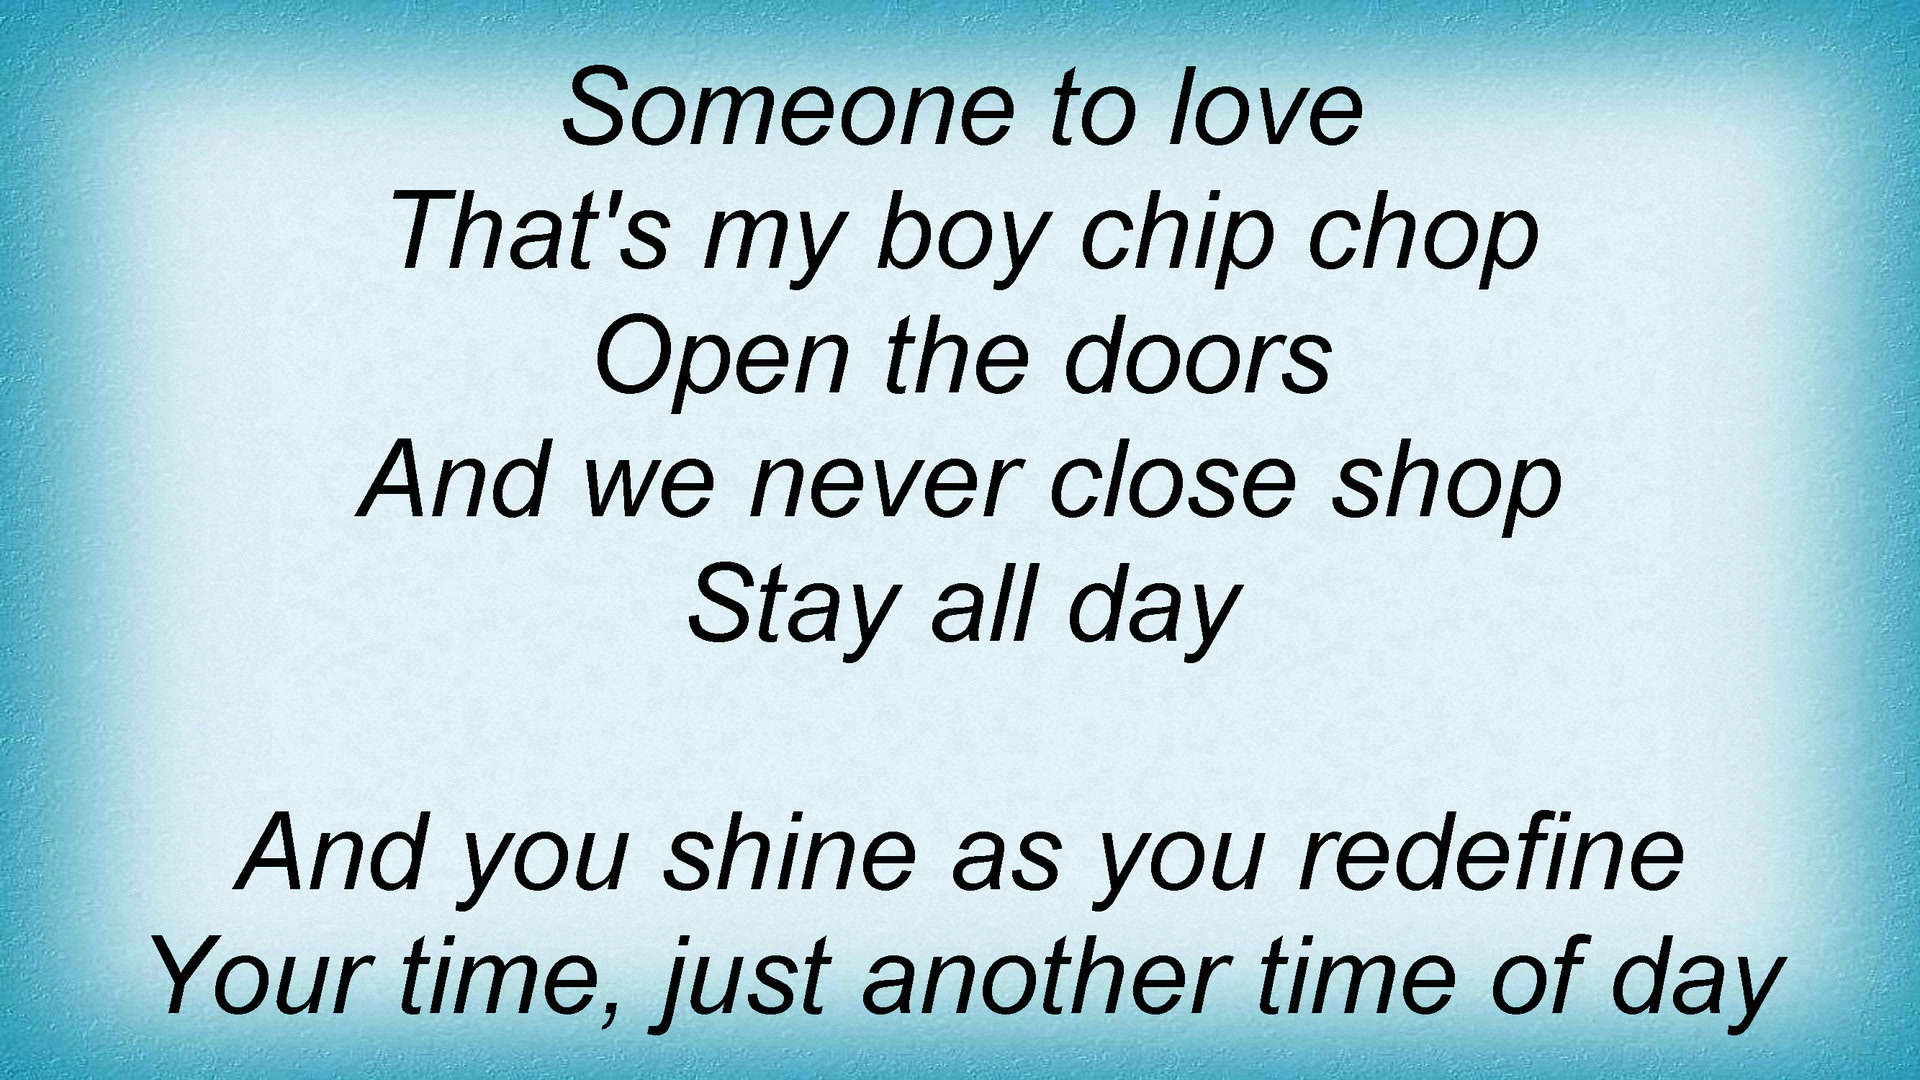 Someone to love
That's my boy chip chop
Open the doors
And we never close shop
Stay all day
And you shine as you redefine
Your time, just another time of day